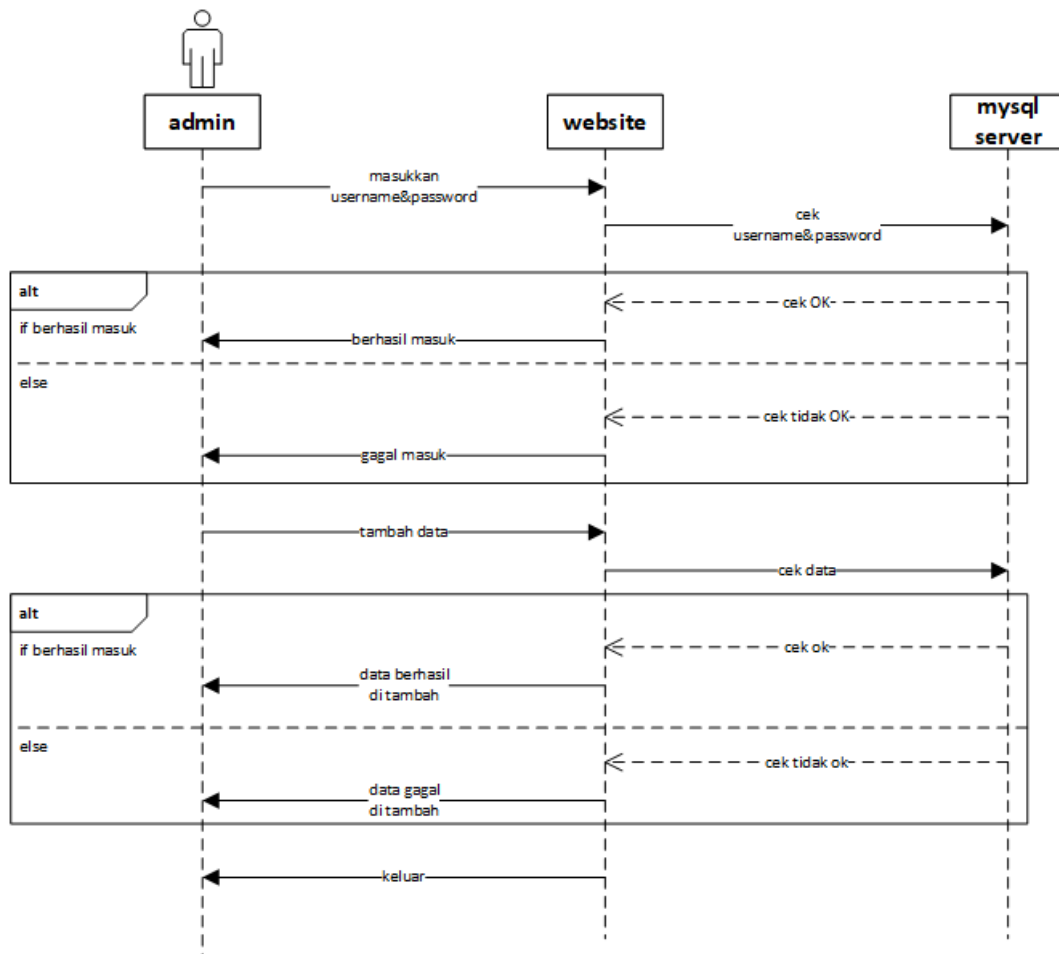 admin
website
mysql
server
masukkan
username&password
cek
username&password
alt
cek OK
if berhasil masuk
berhasil masuk
else
cek tidak OK
gagal masuk
tambah data
cek data
alt
if berhasil masuk
cek ok
data berhasil
di tambah
else
cek tidak ok
data gagal
di tambah
keluar